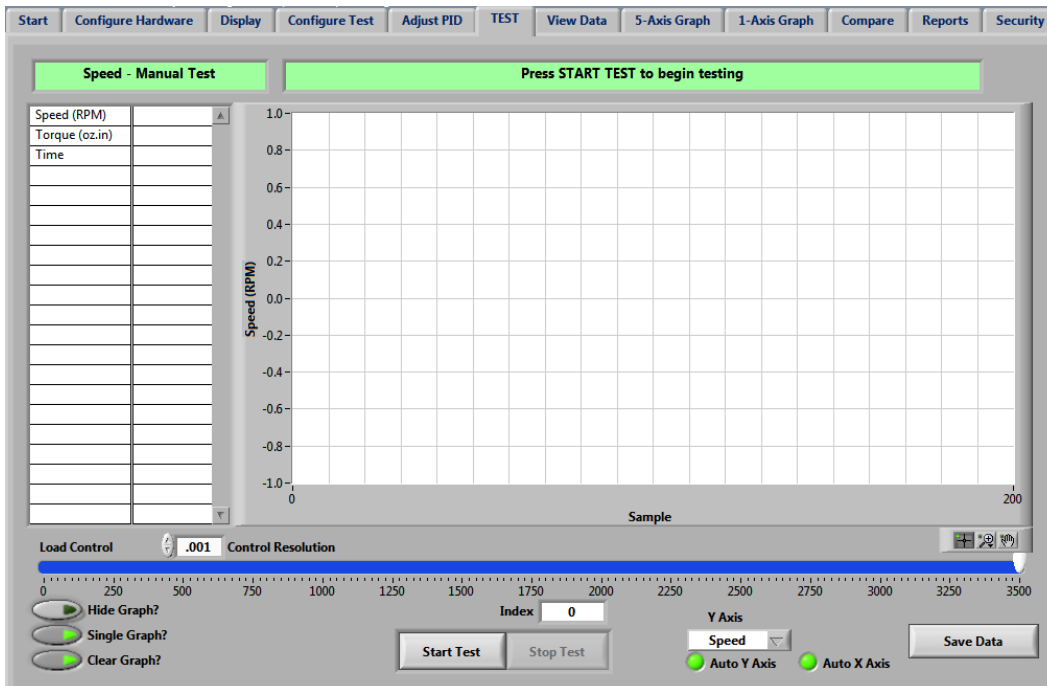 Start Configure Hardware Display Configure Test Adjust PID TEST View Data 5-Axis Graph 1-Axis Graph Compare Reports Security
Speed - Manual Test Press START TEST to begin testing
Speed (RPM)
Torque (oz.in)
Time
1.0
0.8
0.6
0.4
0.2
0.0
-0.2
-0.4
-0.6
-0.8
-1.0
Speed (RPM)
0 200
Sample
Load Control .001 Control Resolution
0 250 500 750 1000 1250 1500 1750 2000 2250 2500 2750 3000 3250 3500
Hide Graph?
Single Graph?
Clear Graph?
Index 0
Start Test Stop Test
Y Axis
Speed
Auto Y Axis Auto X Axis
Save Data